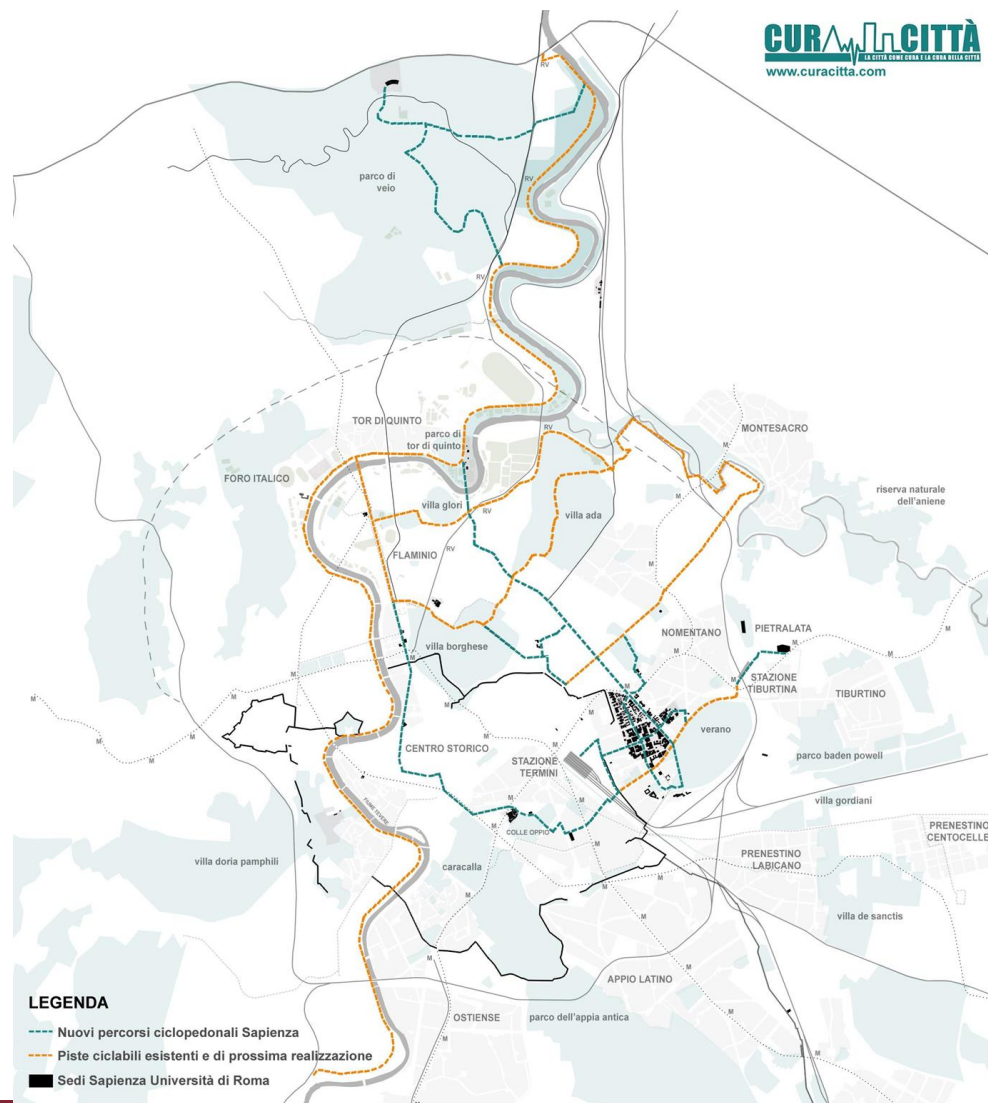 CURA CITTÀ
LA CITTÀ COME CURA E LA CURA DELLA CITTÀ
www.curacitta.com
RV
parco di
veio
RV
RV
TOR DI QUINTO
parco di
tor di quinto
RV
MONTESACRO
M
FORO ITALICO
riserva naturale
dell'aniene
villa glori
RV
villa ada
M
FLAMINIO
RV
M
NOMENTANO
PIETRALATA
M
M
M
villa borghese
M
M
M
M
STAZIONE
TIBURTINA
TIBURTINO
M
M
M
M
M
verano
M
CENTRO STORICO
STAZIONE
TERMINI
M
parco baden powell
FIUME TEVERE
villa gordiani
M
M
COLLE OPPIO
PRENESTINO
CENTOCELLE
M
PRENESTINO
LABICANO
villa doria pamphili
caracalla
M
M
M
M
villa de sanctis
M
M
APPIO LATINO
LEGENDA
Nuovi percorsi ciclopedonali Sapienza
OSTIENSE
parco dell'appia antica
Piste ciclabili esistenti e di prossima realizzazione
M
Sedi Sapienza Università di Roma